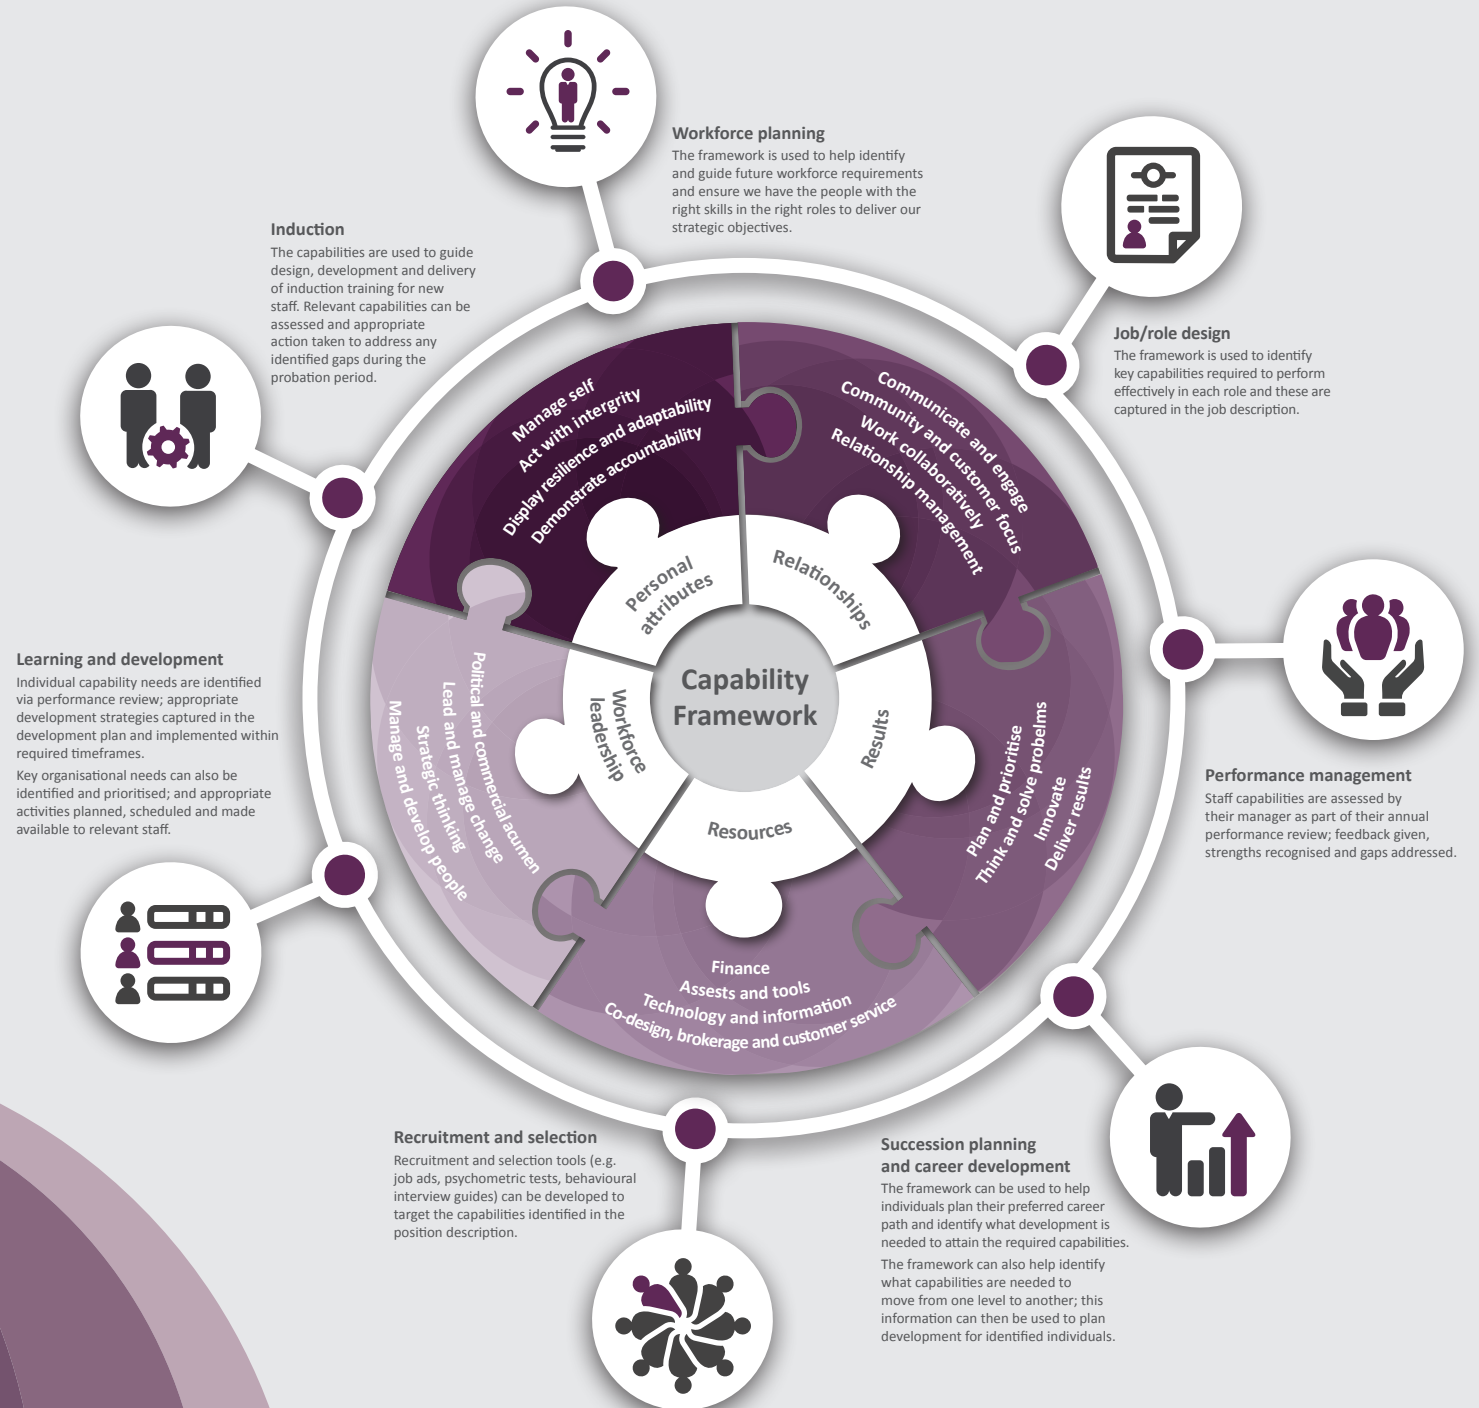 Workforce planning
The framework is used to help identify
and guide future workforce requirements
and ensure we have the people with the
right skills in the right roles to deliver our
strategic objectives.
Induction
The capabilities are used to guide
design, development and delivery
of induction training for new
staff. Relevant capabilities can be
assessed and appropriate
action taken to address any
identified gaps during the
probation period.
Job/role design
The framework is used to identify
key capabilities required to perform
effectively in each role and these are
captured in the job description.
Manage self
Act with intergrity
Display resilience and adaptability
Demonstrate accountability
Communicate and engage
Community and customer focus
Work collaboratively
Relationship management
Personal
attributes
Relationships
Capability
Framework
Workforce
leadership
Results
Resources
Political and commercial acumen
Lead and manage change
Strategic thinking
Manage and develop people
Plan and prioritise
Think and solve probelms
Innovate
Deliver results
Finance
Assests and tools
Technology and information
Co-design, brokerage and customer service
Learning and development
Individual capability needs are identified
via performance review; appropriate
development strategies captured in the
development plan and implemented within
required timeframes.
Key organisational needs can also be
identified and prioritised; and appropriate
activities planned, scheduled and made
available to relevant staff.
Performance management
Staff capabilities are assessed by
their manager as part of their annual
performance review; feedback given,
strengths recognised and gaps addressed.
Recruitment and selection
Recruitment and selection tools (e.g.
job ads, psychometric tests, behavioural
interview guides) can be developed to
target the capabilities identified in the
position description.
Succession planning
and career development
The framework can be used to help
individuals plan their preferred career
path and identify what development is
needed to attain the required capabilities.
The framework can also help identify
what capabilities are needed to
move from one level to another; this
information can then be used to plan
development for identified individuals.